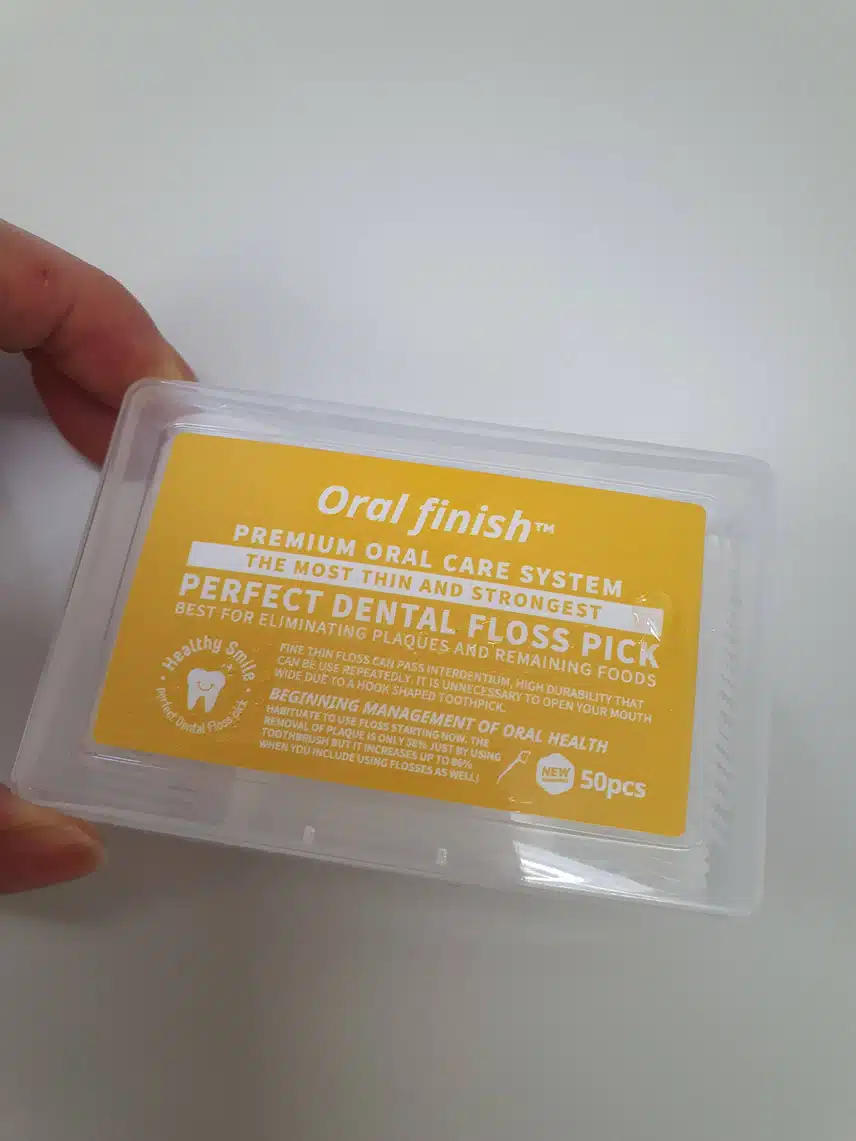 Oral finish™
PREMIUM ORAL CARE SYSTEM
THE MOST THIN AND STRONGEST
PERFECT DENTAL FLOSS PICK
BEST FOR ELIMINATING PLAQUES AND REMAINING FOODS
Healthy Smile
Perfect Dental Floss pick
FINE THIN FLOSS CAN PASS INTERDENTIUM, HIGH DURABILITY THAT
CAN BE USE REPEATEDLY. IT IS UNNECESSARY TO OPEN YOUR MOUTH
WIDE DUE TO A HOOK SHAPED TOOTHPICK.
BEGINNING MANAGEMENT OF ORAL HEALTH
HABITUATE TO USE FLOSS STARTING NOW. THE
REMOVAL OF PLAQUE IS ONLY 58% JUST BY USING
TOOTHBRUSH BUT IT INCREASES UP TO 86%
WHEN YOU INCLUDE USING FLOSSES AS WELL)
NEW
50pcs